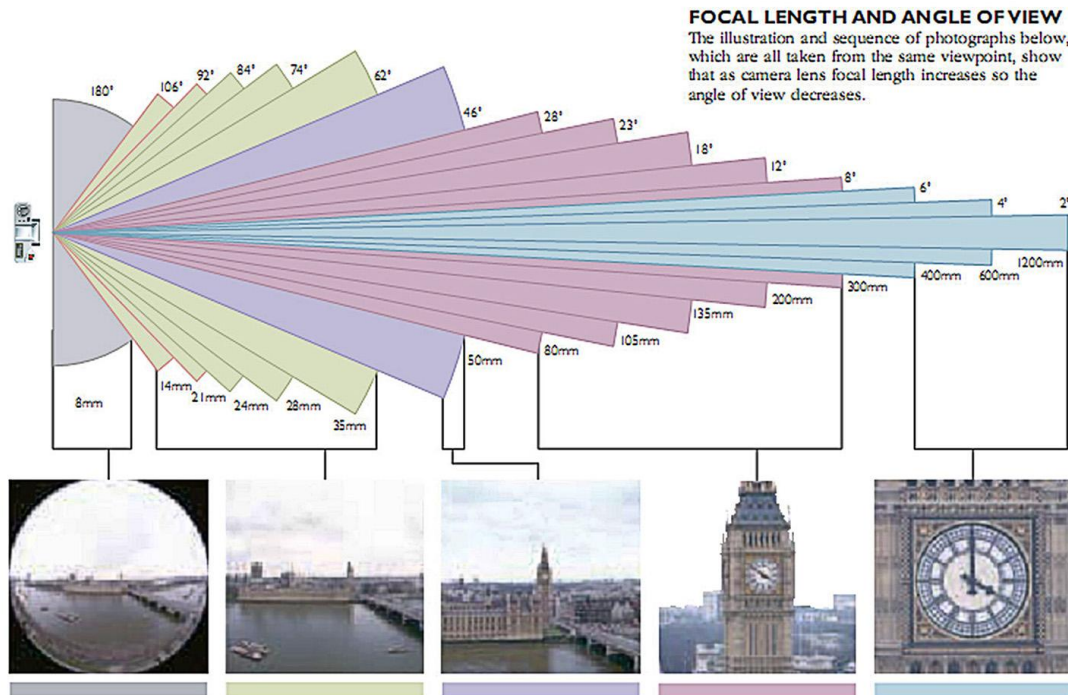 FOCAL LENGTH AND ANGLE OF VIEW
The illustration and sequence of photographs below,
which are all taken from the same viewpoint, show
that as camera lens focal length increases so the
angle of view decreases.
180°
106°
92°
84°
74°
62°
46°
28°
23°
18°
12°
8°
6°
4°
2°
8mm
14mm
21mm
24mm
28mm
35mm
50mm
80mm
105mm
135mm
200mm
300mm
400mm
600mm
1200mm